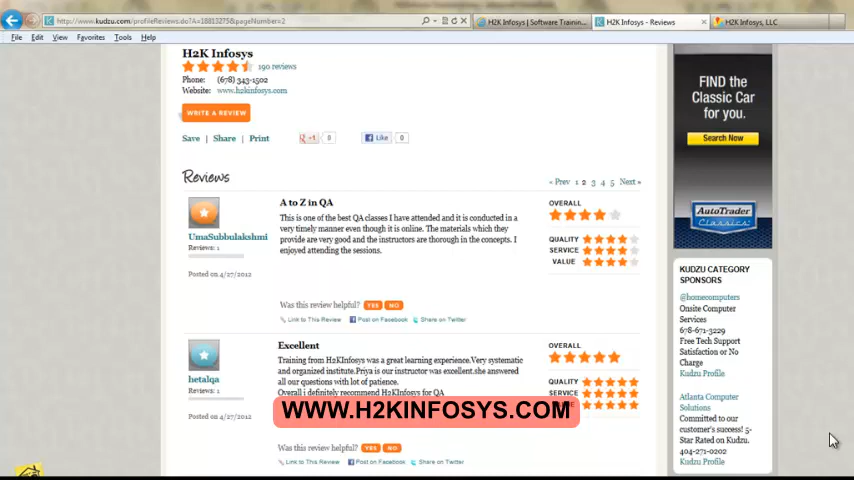 http://www.kudzu.com/profileReviews.do?A=18813275&pageNumber=2
H2K Infosys | Software Trainin...
H2K Infosys - Reviews
H2K Infosys, LLC
File Edit View Favorites Tools Help
H2K Infosys
190 reviews
Phone: (678) 343-1502
Website: www.h2kinfosys.com
WRITE A REVIEW
Save | Share | Print
+1 0
Like 0
Reviews
« Prev 1 2 3 4 5 Next »
A to Z in QA
This is one of the best QA classes I have attended and it is conducted in a
very timely manner even though it is online. The materials which they
provide are very good and the instructors are thorough in the concepts. I
enjoyed attending the sessions.
UmaSubbulakshmi
Reviews: 1
Posted on 4/27/2012
OVERALL
QUALITY
SERVICE
VALUE
Was this review helpful? YES NO
Link to This Review Post on Facebook Share on Twitter
Excellent
Training from H2KInfosys was a great learning experience.Very systematic
and organized institute.Priya is our instructor was excellent.she answered
all our questions with lot of patience.
Overall i definitely recommend H2KInfosys for QA
hetalqa
Reviews: 1
Posted on 4/27/2012
OVERALL
QUALITY
SERVICE
WWW.H2KINFOSYS.COM
Was this review helpful? YES NO
Link to This Review Post on Facebook Share on Twitter
FIND the
Classic Car
for you.
Search Now
AutoTrader
Classics
KUDZU CATEGORY
SPONSORS
@homecomputers
Onsite Computer
Services
678-671-3229
Free Tech Support
Satisfaction or No
Charge
Kudzu Profile
Atlanta Computer
Solutions
Committed to our
customer's success! 5-
Star Rated on Kudzu.
404-271-0202
Kudzu Profile